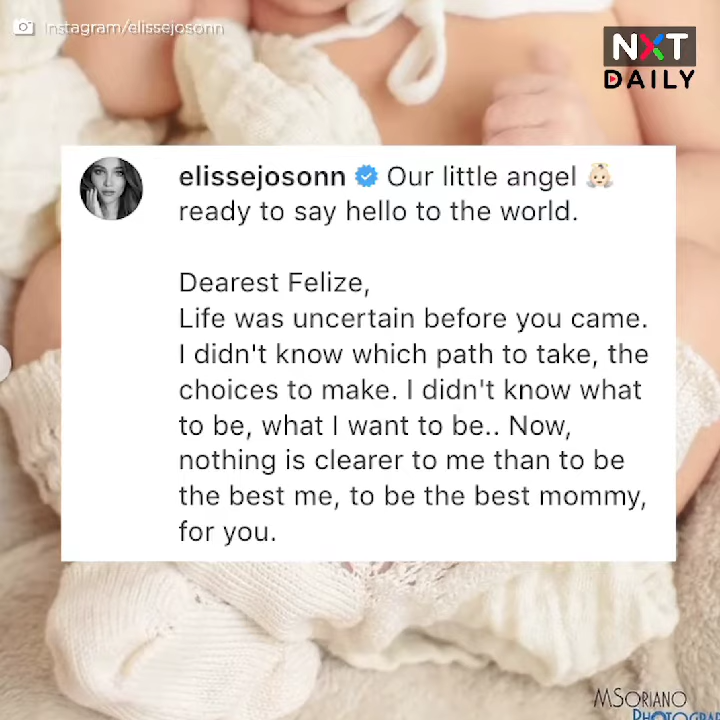 Instagram/elissejosonn
NXT
DAILY
elissejosonn Our little angel 👼🏻
ready to say hello to the world.
Dearest Felize,
Life was uncertain before you came.
I didn't know which path to take, the
choices to make. I didn't know what
to be, what I want to be.. Now,
nothing is clearer to me than to be
the best me, to be the best mommy,
for you.
MSORIANO